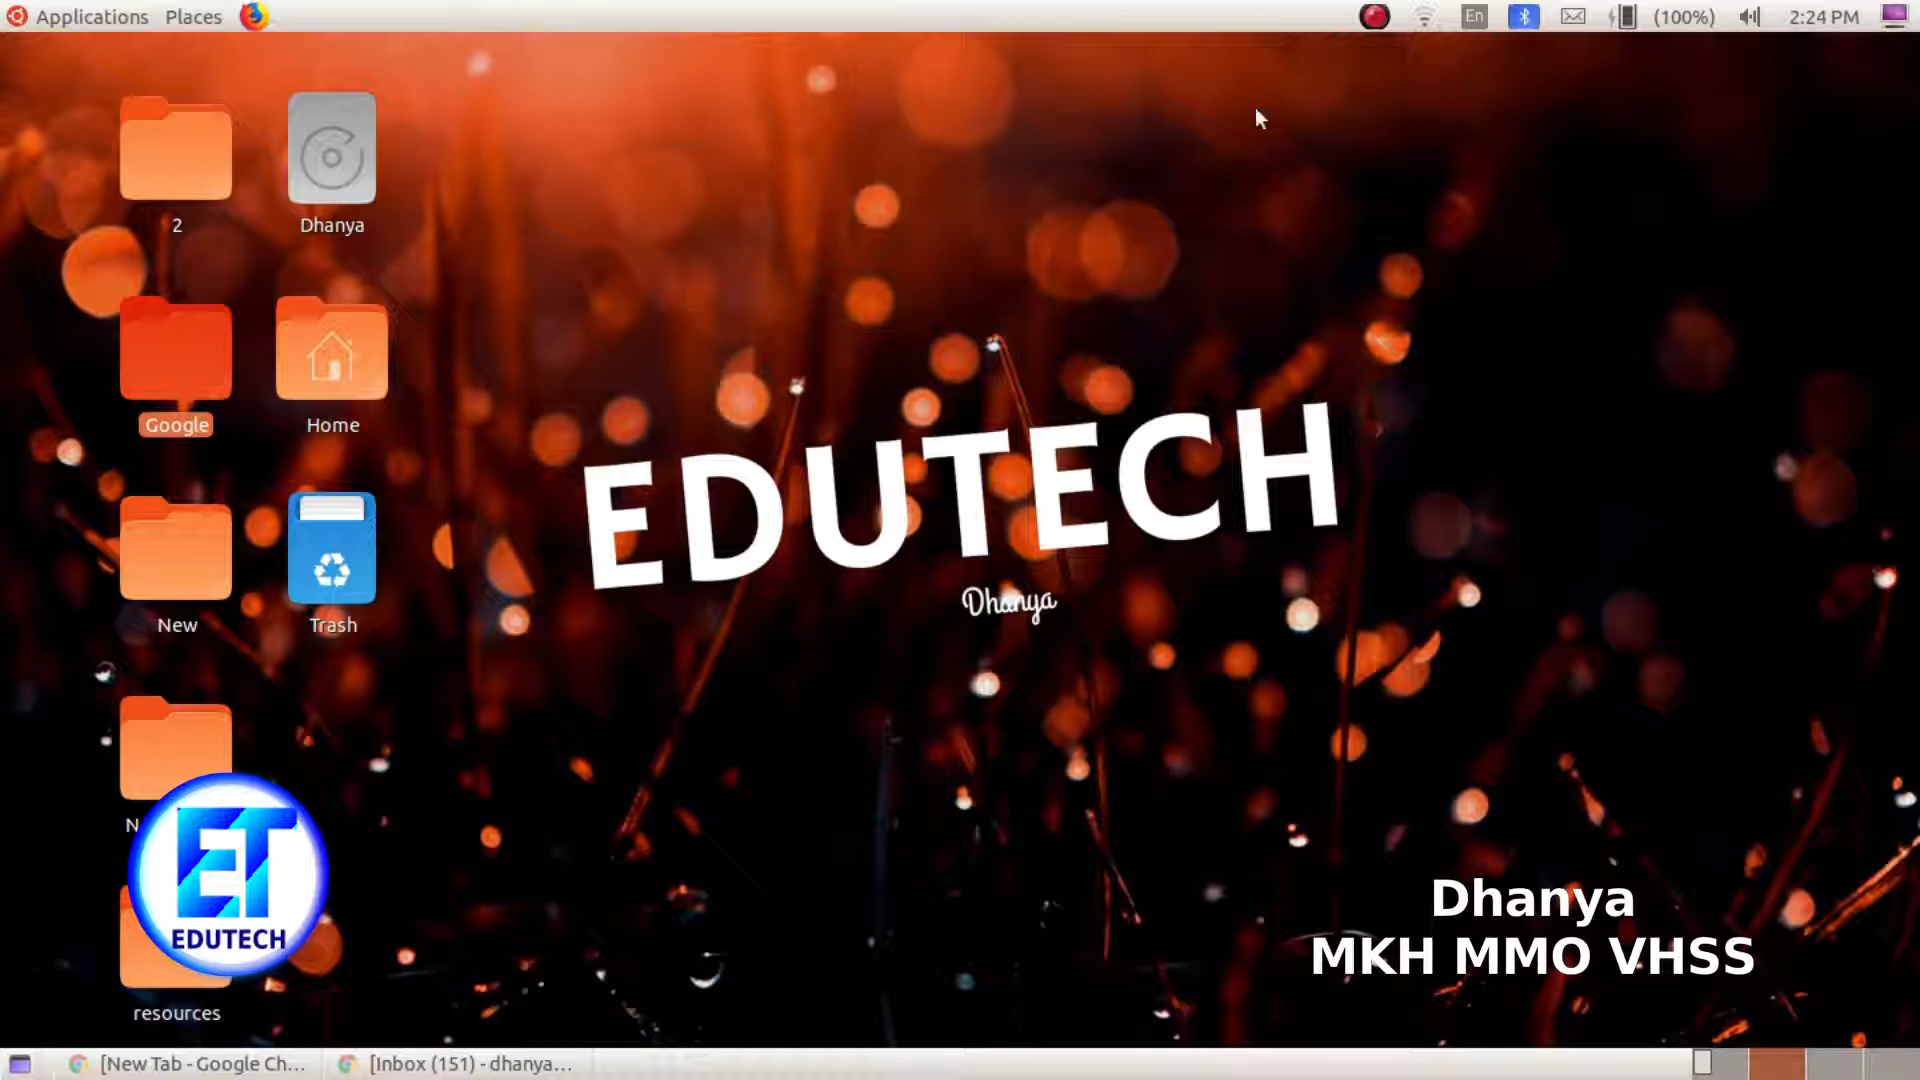 Applications Places
En
(100%)
2:24 PM
2
Dhanya
Google
Home
New
Trash
EDUTECH
Dhanya
ET
EDUTECH
resources
Dhanya
MKH MMO VHSS
[New Tab - Google Ch...
[Inbox (151) - dhanya...